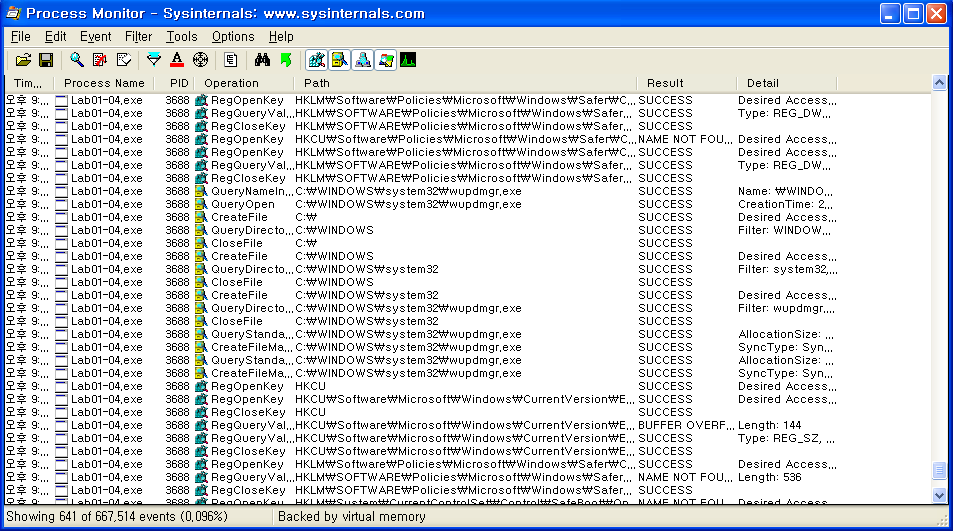 Process Monitor - Sysinternals: www.sysinternals.com
File Edit Event Filter Tools Options Help
Tim... Process Name PID Operation Path Result Detail
오후 9:... Lab01-04.exe 3688 RegOpenKey HKLM₩Software₩Policies₩Microsoft₩Windows₩Safer₩C... SUCCESS Desired Access...
오후 9:... Lab01-04.exe 3688 RegQueryVal... HKLM₩SOFTWARE₩Policies₩Microsoft₩Windows₩Safer... SUCCESS Type: REG_DW...
오후 9:... Lab01-04.exe 3688 RegCloseKey HKLM₩SOFTWARE₩Policies₩Microsoft₩Windows₩Safer... SUCCESS
오후 9:... Lab01-04.exe 3688 RegOpenKey HKCU₩Software₩Policies₩Microsoft₩Windows₩Safer₩C... NAME NOT FOU... Desired Access...
오후 9:... Lab01-04.exe 3688 RegOpenKey HKLM₩Software₩Policies₩Microsoft₩Windows₩Safer₩C... SUCCESS Desired Access...
오후 9:... Lab01-04.exe 3688 RegQueryVal... HKLM₩SOFTWARE₩Policies₩Microsoft₩Windows₩Safer... SUCCESS Type: REG_DW...
오후 9:... Lab01-04.exe 3688 RegCloseKey HKLM₩SOFTWARE₩Policies₩Microsoft₩Windows₩Safer... SUCCESS
오후 9:... Lab01-04.exe 3688 QueryNameIn... C:₩WINDOWS₩system32₩wupdmgr.exe SUCCESS Name: ₩WINDO...
오후 9:... Lab01-04.exe 3688 QueryOpen C:₩WINDOWS₩system32₩wupdmgr.exe SUCCESS CreationTime: 2...
오후 9:... Lab01-04.exe 3688 CreateFile C:₩ SUCCESS Desired Access...
오후 9:... Lab01-04.exe 3688 QueryDirecto... C:₩WINDOWS SUCCESS Filter: WINDOW...
오후 9:... Lab01-04.exe 3688 CloseFile C:₩ SUCCESS
오후 9:... Lab01-04.exe 3688 CreateFile C:₩WINDOWS SUCCESS Desired Access...
오후 9:... Lab01-04.exe 3688 QueryDirecto... C:₩WINDOWS₩system32 SUCCESS Filter: system32,...
오후 9:... Lab01-04.exe 3688 CloseFile C:₩WINDOWS SUCCESS
오후 9:... Lab01-04.exe 3688 CreateFile C:₩WINDOWS₩system32 SUCCESS Desired Access...
오후 9:... Lab01-04.exe 3688 QueryDirecto... C:₩WINDOWS₩system32₩wupdmgr.exe SUCCESS Filter: wupdmgr...
오후 9:... Lab01-04.exe 3688 CloseFile C:₩WINDOWS₩system32 SUCCESS
오후 9:... Lab01-04.exe 3688 QueryStanda... C:₩WINDOWS₩system32₩wupdmgr.exe SUCCESS AllocationSize: ...
오후 9:... Lab01-04.exe 3688 CreateFileMa... C:₩WINDOWS₩system32₩wupdmgr.exe SUCCESS SyncType: Syn...
오후 9:... Lab01-04.exe 3688 QueryStanda... C:₩WINDOWS₩system32₩wupdmgr.exe SUCCESS AllocationSize: ...
오후 9:... Lab01-04.exe 3688 CreateFileMa... C:₩WINDOWS₩system32₩wupdmgr.exe SUCCESS SyncType: Syn...
오후 9:... Lab01-04.exe 3688 RegOpenKey HKCU SUCCESS Desired Access...
오후 9:... Lab01-04.exe 3688 RegOpenKey HKCU₩Software₩Microsoft₩Windows₩CurrentVersion₩E... SUCCESS Desired Access...
오후 9:... Lab01-04.exe 3688 RegCloseKey HKCU SUCCESS
오후 9:... Lab01-04.exe 3688 RegQueryVal... HKCU₩Software₩Microsoft₩Windows₩CurrentVersion₩E... BUFFER OVERF... Length: 144
오후 9:... Lab01-04.exe 3688 RegQueryVal... HKCU₩Software₩Microsoft₩Windows₩CurrentVersion₩E... SUCCESS Type: REG_SZ, ...
오후 9:... Lab01-04.exe 3688 RegCloseKey HKCU₩Software₩Microsoft₩Windows₩CurrentVersion₩E... SUCCESS
오후 9:... Lab01-04.exe 3688 RegOpenKey HKLM₩Software₩Policies₩Microsoft₩Windows₩Safer₩C... SUCCESS Desired Access...
오후 9:... Lab01-04.exe 3688 RegQueryVal... HKLM₩SOFTWARE₩Policies₩Microsoft₩Windows₩Safer... NAME NOT FOU... Length: 536
오후 9:... Lab01-04.exe 3688 RegCloseKey HKLM₩SOFTWARE₩Policies₩Microsoft₩Windows₩Safer... SUCCESS
오후 9:... Lab01-04.exe 3688 RegOpenKey HKLM₩System₩CurrentControlSet₩Control₩SafeBoot₩Op... NAME NOT FOU... Desired Access...
Showing 641 of 667,514 events (0.096%) Backed by virtual memory